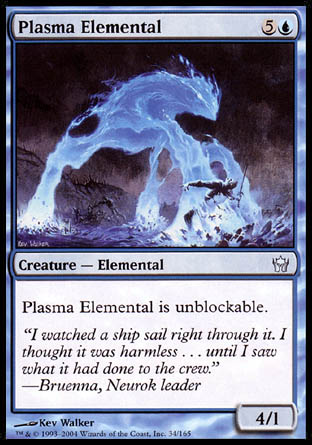 Plasma Elemental 5
Kev Walker
Creature — Elemental
Plasma Elemental is unblockable.
“I watched a ship sail right through it. I
thought it was harmless . . . until I saw
what it had done to the crew.”
—Bruenna, Neurok leader
Kev Walker
™ & © 1993–2004 Wizards of the Coast, Inc. 34/165
4/1